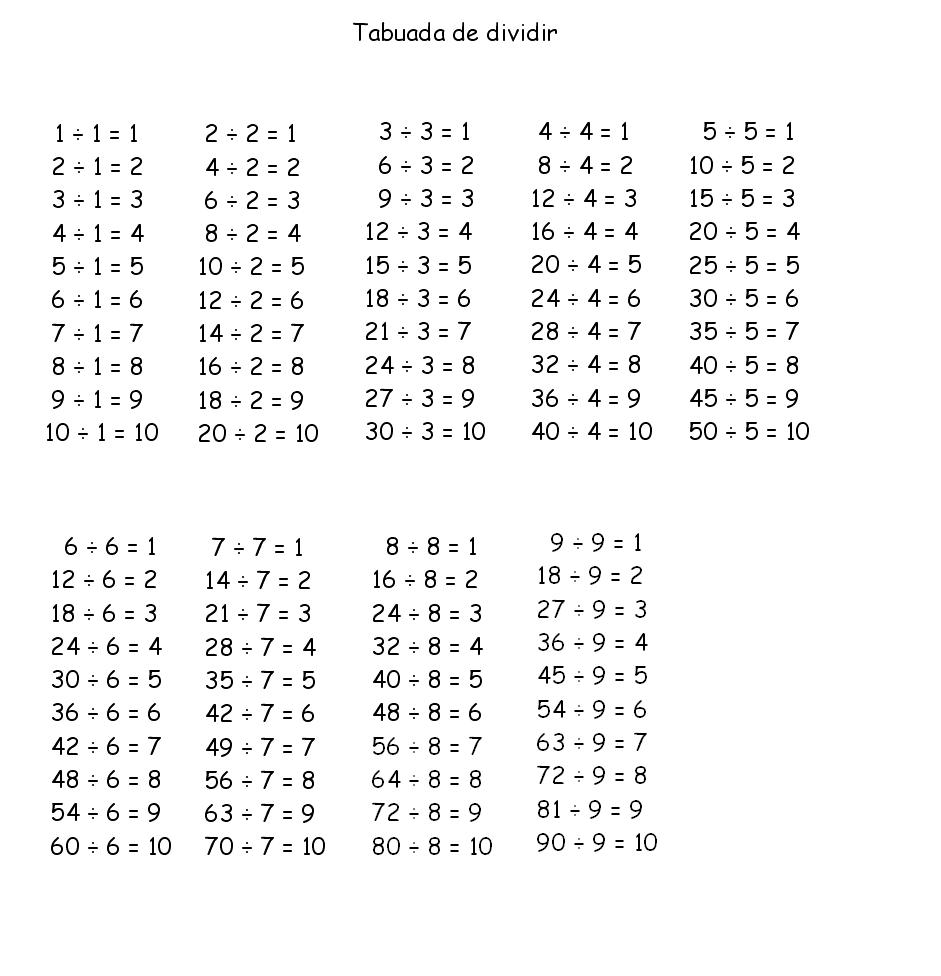 Tabuada de dividir
1 ÷ 1 = 1
2 ÷ 1 = 2
3 ÷ 1 = 3
4 ÷ 1 = 4
5 ÷ 1 = 5
6 ÷ 1 = 6
7 ÷ 1 = 7
8 ÷ 1 = 8
9 ÷ 1 = 9
10 ÷ 1 = 10
2 ÷ 2 = 1
4 ÷ 2 = 2
6 ÷ 2 = 3
8 ÷ 2 = 4
10 ÷ 2 = 5
12 ÷ 2 = 6
14 ÷ 2 = 7
16 ÷ 2 = 8
18 ÷ 2 = 9
20 ÷ 2 = 10
3 ÷ 3 = 1
6 ÷ 3 = 2
9 ÷ 3 = 3
12 ÷ 3 = 4
15 ÷ 3 = 5
18 ÷ 3 = 6
21 ÷ 3 = 7
24 ÷ 3 = 8
27 ÷ 3 = 9
30 ÷ 3 = 10
4 ÷ 4 = 1
8 ÷ 4 = 2
12 ÷ 4 = 3
16 ÷ 4 = 4
20 ÷ 4 = 5
24 ÷ 4 = 6
28 ÷ 4 = 7
32 ÷ 4 = 8
36 ÷ 4 = 9
40 ÷ 4 = 10
5 ÷ 5 = 1
10 ÷ 5 = 2
15 ÷ 5 = 3
20 ÷ 5 = 4
25 ÷ 5 = 5
30 ÷ 5 = 6
35 ÷ 5 = 7
40 ÷ 5 = 8
45 ÷ 5 = 9
50 ÷ 5 = 10
6 ÷ 6 = 1
12 ÷ 6 = 2
18 ÷ 6 = 3
24 ÷ 6 = 4
30 ÷ 6 = 5
36 ÷ 6 = 6
42 ÷ 6 = 7
48 ÷ 6 = 8
54 ÷ 6 = 9
60 ÷ 6 = 10
7 ÷ 7 = 1
14 ÷ 7 = 2
21 ÷ 7 = 3
28 ÷ 7 = 4
35 ÷ 7 = 5
42 ÷ 7 = 6
49 ÷ 7 = 7
56 ÷ 7 = 8
63 ÷ 7 = 9
70 ÷ 7 = 10
8 ÷ 8 = 1
16 ÷ 8 = 2
24 ÷ 8 = 3
32 ÷ 8 = 4
40 ÷ 8 = 5
48 ÷ 8 = 6
56 ÷ 8 = 7
64 ÷ 8 = 8
72 ÷ 8 = 9
80 ÷ 8 = 10
9 ÷ 9 = 1
18 ÷ 9 = 2
27 ÷ 9 = 3
36 ÷ 9 = 4
45 ÷ 9 = 5
54 ÷ 9 = 6
63 ÷ 9 = 7
72 ÷ 9 = 8
81 ÷ 9 = 9
90 ÷ 9 = 10